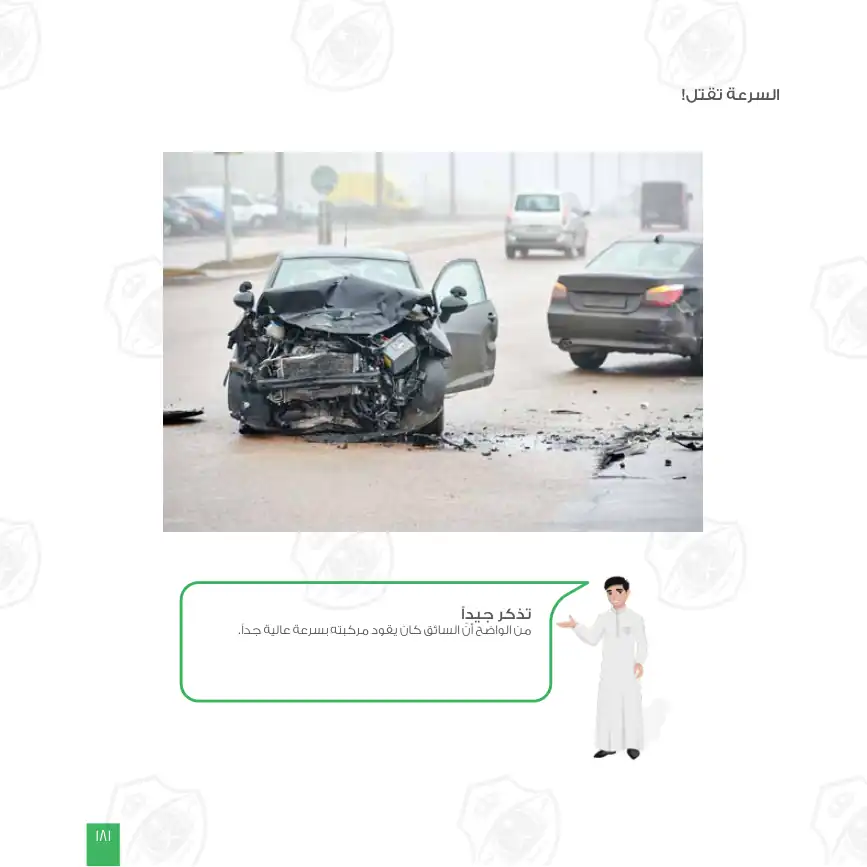 السرعة تقتل!
تذكر جيداً
من الواضح أنّ السائق كان يقود مركبته بسرعة عالية جداً.
١٨١